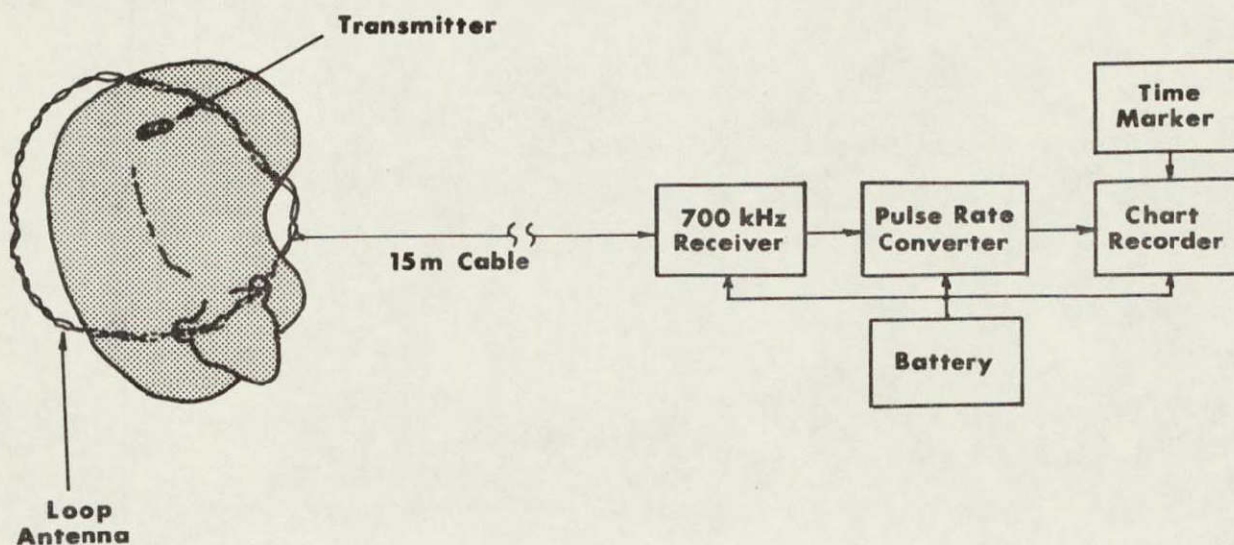 Transmitter
Time
Marker
700 kHz
Receiver
Pulse Rate
Converter
Chart
Recorder
15m Cable
Battery
Loop
Antenna